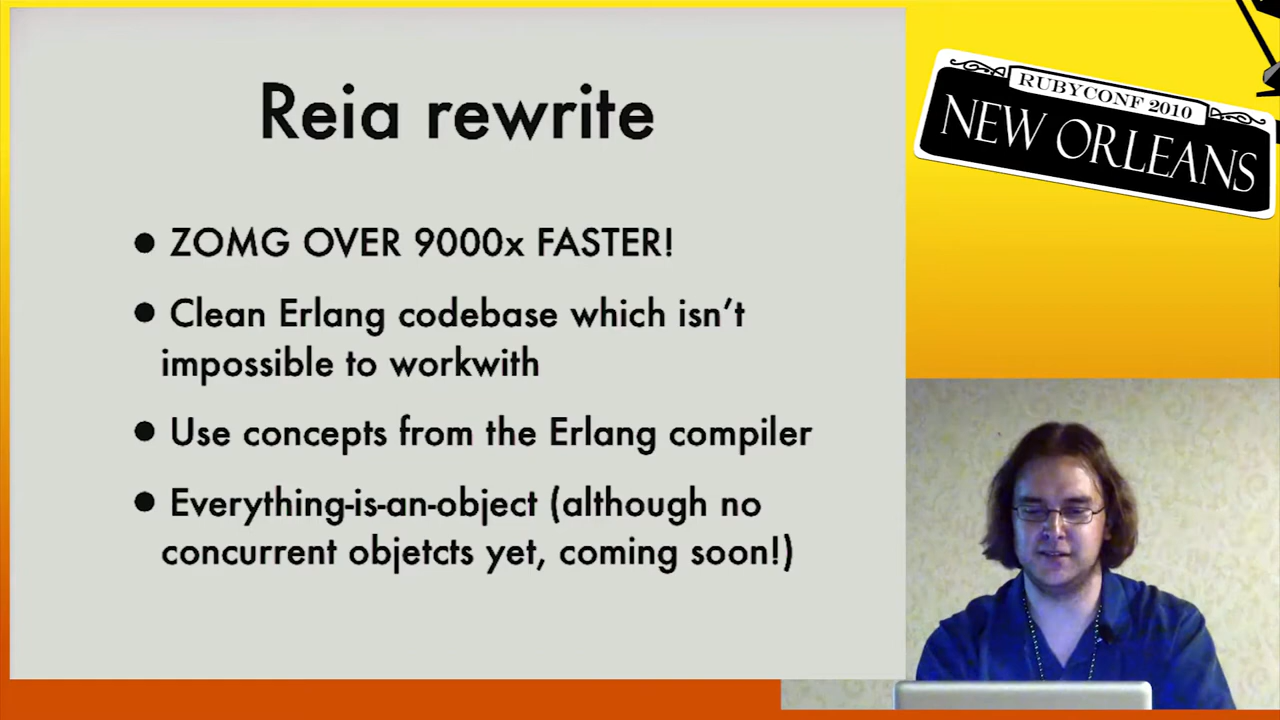 Reia rewrite
• ZOMG OVER 9000x FASTER!
• Clean Erlang codebase which isn't
impossible to workwith
• Use concepts from the Erlang compiler
• Everything-is-an-object (although no
concurrent objetcts yet, coming soon!)
RUBYCONF 2010
NEW ORLEANS